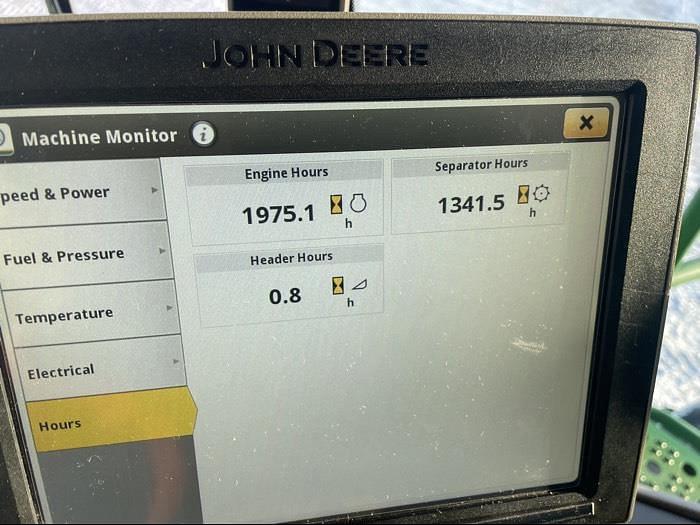 JOHN DEERE
Machine Monitor
peed & Power
Fuel & Pressure
Temperature
Electrical
Hours
Engine Hours
1975.1 h
Separator Hours
1341.5 h
Header Hours
0.8 h